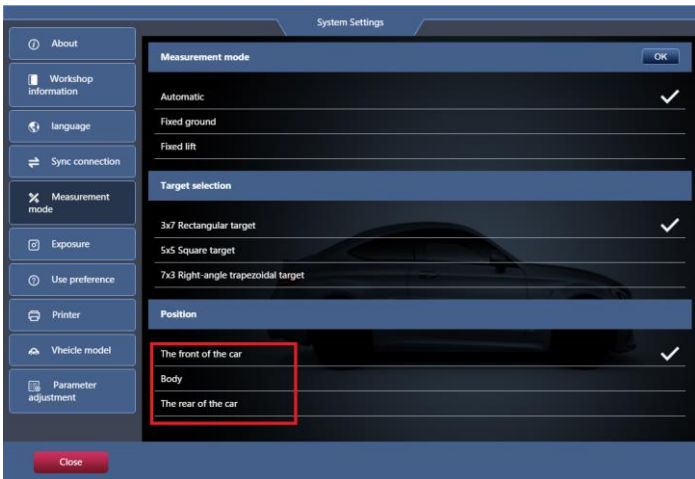 System Settings
About
Workshop
information
language
Sync connection
Measurement
mode
Exposure
Use preference
Printer
Vheicle model
Parameter
adjustment
Close
Measurement mode
OK
Automatic
Fixed ground
Fixed lift
Target selection
3x7 Rectangular target
5x5 Square target
7x3 Right-angle trapezoidal target
Position
The front of the car
Body
The rear of the car